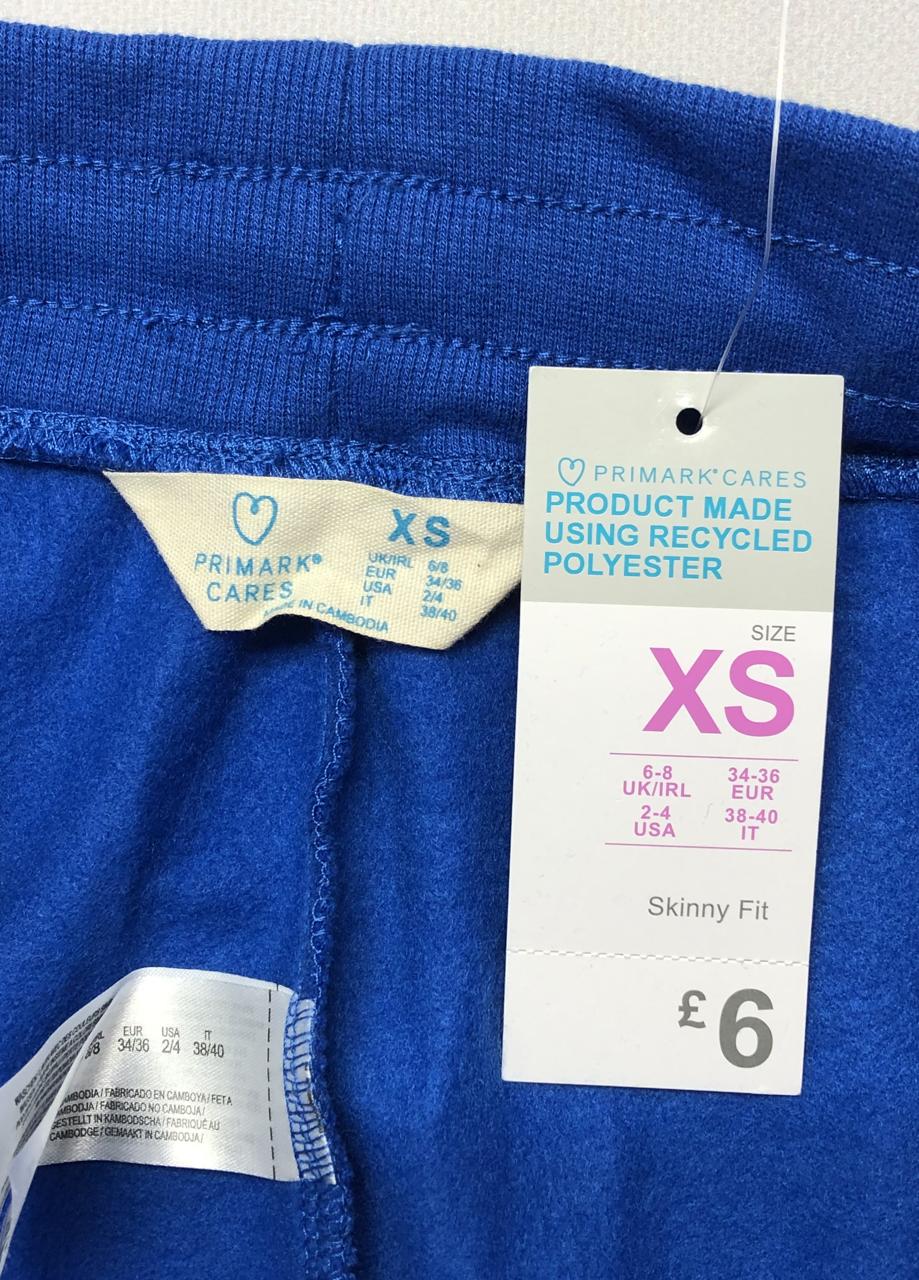 PRIMARK® CARES
PRODUCT MADE
USING RECYCLED
POLYESTER
SIZE
XS
6-8 34-36
UK/IRL EUR
2-4 38-40
USA IT
Skinny Fit
£6
PRIMARK®
CARES
XS
UK/IRL 6/8
EUR 34/36
USA 2/4
IT 38/40
MADE IN CAMBODIA
EUR USA IT
/8 34/36 2/4 38/40
AMBODIA / FABRICADO EN CAMBOYA / FETA
MBODJA / FABRICADO NO CAMBOJA /
GESTELLT IN KAMBODSCHA / FABRIQUÉ AU
CAMBODGE / GEMAAKT IN CAMBODJA /